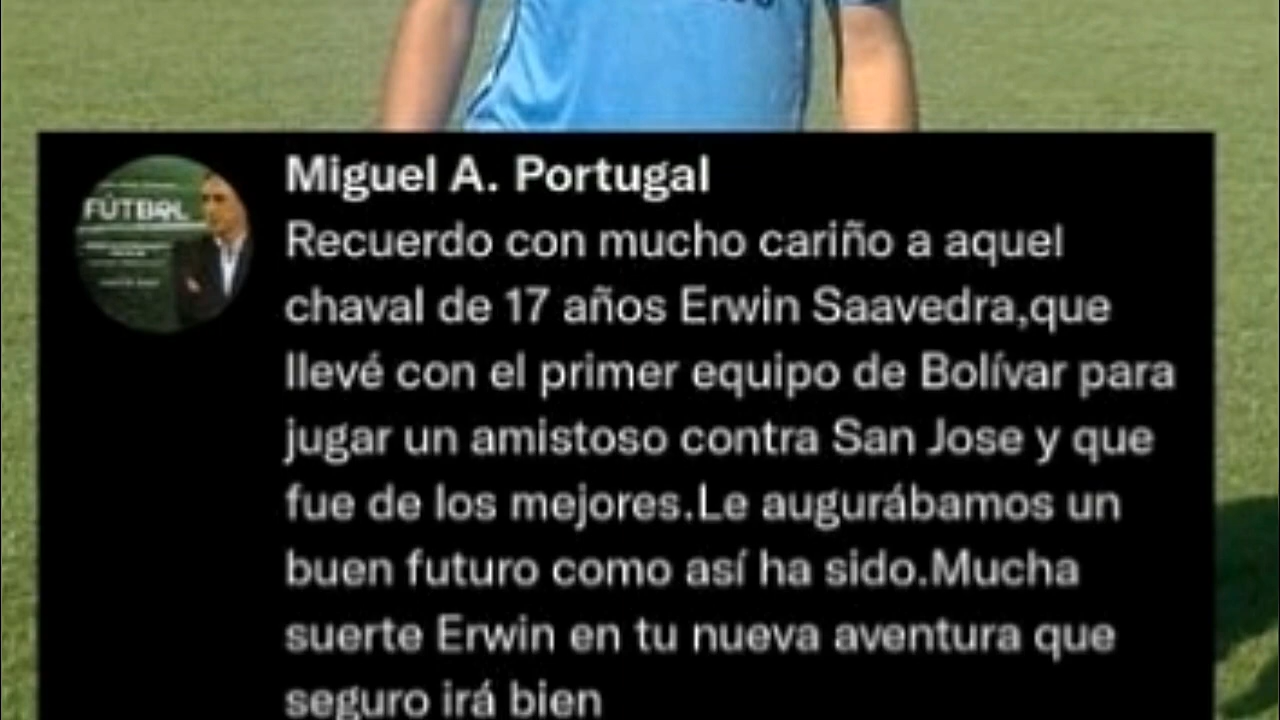 Miguel A. Portugal
FÚTBOL
Recuerdo con mucho cariño a aquel
chaval de 17 años Erwin Saavedra,que
llevé con el primer equipo de Bolívar para
jugar un amistoso contra San Jose y que
fue de los mejores.Le augurábamos un
buen futuro como así ha sido.Mucha
suerte Erwin en tu nueva aventura que
seguro irá bien